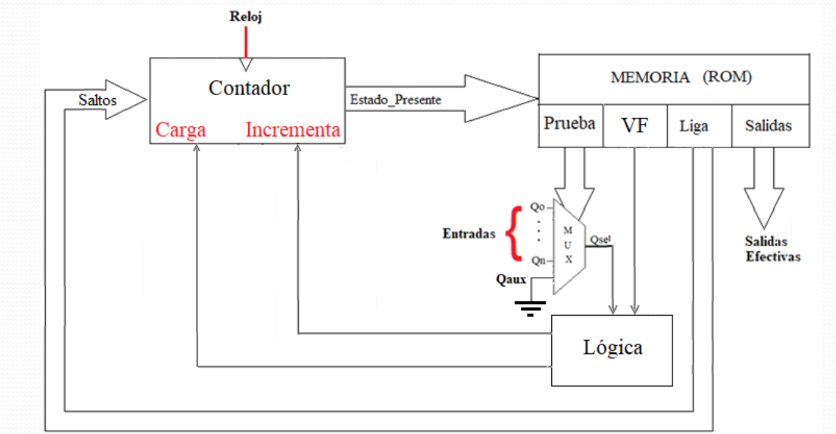 Reloj
Contador
Saltos
Carga
Incrementa
Estado_Presente
MEMORIA (ROM)
Prueba
VF
Liga
Salidas
Entradas
Qo
Qn
Qaux
M
U
X
Qsel
Salidas
Efectivas
Lógica